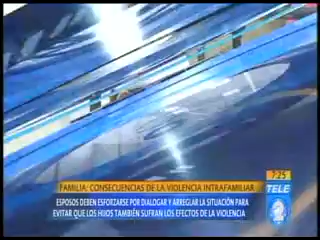 FAMILIA: CONSECUENCIAS DE LA VIOLENCIA INTRAFAMILIAR
7:25
ESPOSOS DEBEN ESFORZARSE POR DIALOGAR Y ARREGLAR LA SITUACIÓN PARA
EVITAR QUE LOS HIJOS TAMBIÉN SUFRAN LOS EFECTOS DE LA VIOLENCIA
TELE